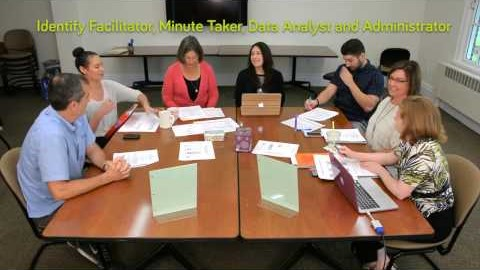 Identify Facilitator, Minute Taker, Data Analyst and Administrator